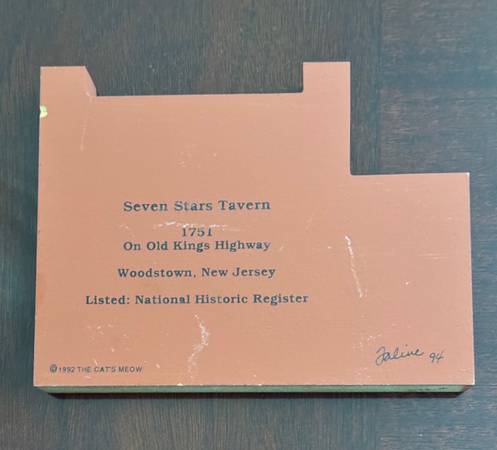 Seven Stars Tavern
1751
On Old Kings Highway
Woodstown, New Jersey
Listed: National Historic Register
Faline 94
© 1992 THE CAT'S MEOW